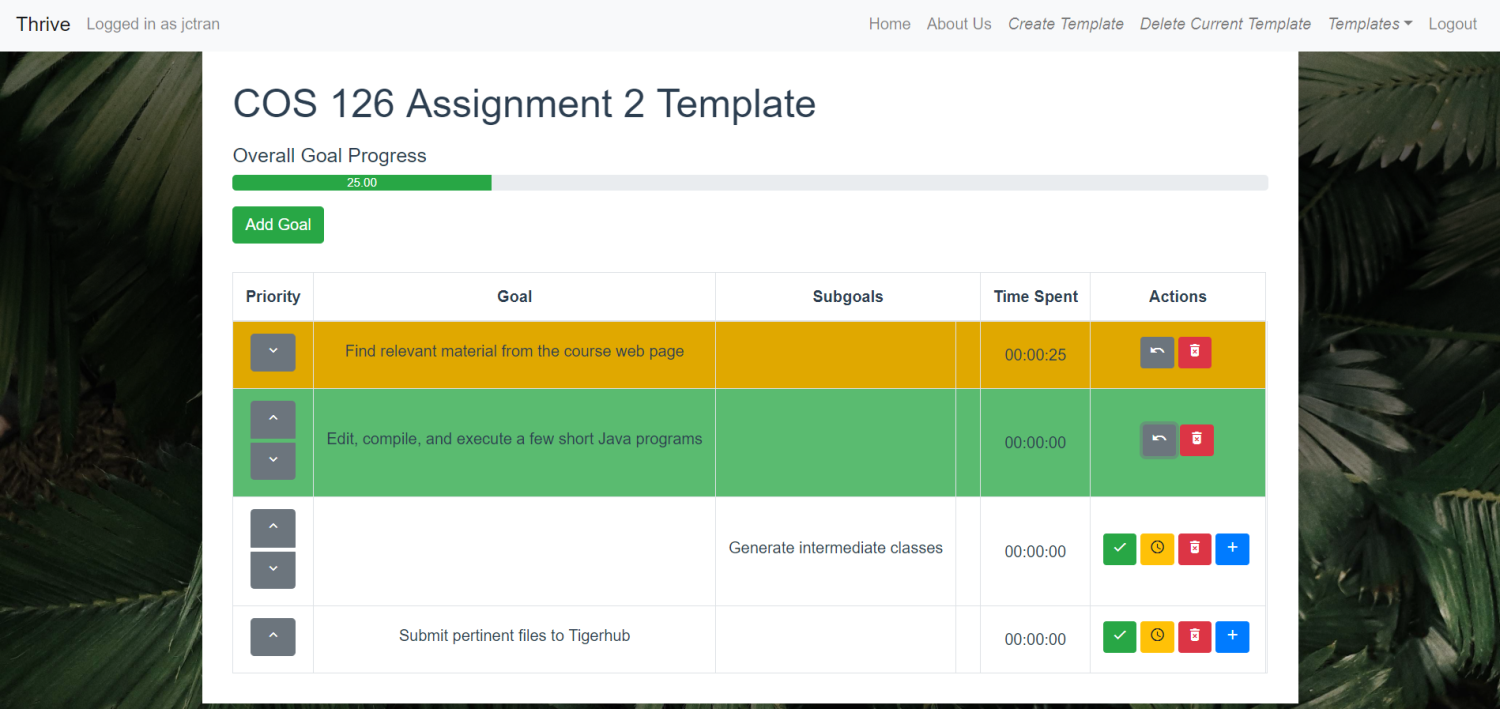 Thrive Logged in as jctran Home About Us Create Template Delete Current Template Templates Logout
COS 126 Assignment 2 Template
Overall Goal Progress
25.00
Add Goal
Priority Goal Subgoals Time Spent Actions
Find relevant material from the course web page 00:00:25
Edit, compile, and execute a few short Java programs 00:00:00
Generate intermediate classes 00:00:00
Submit pertinent files to Tigerhub 00:00:00